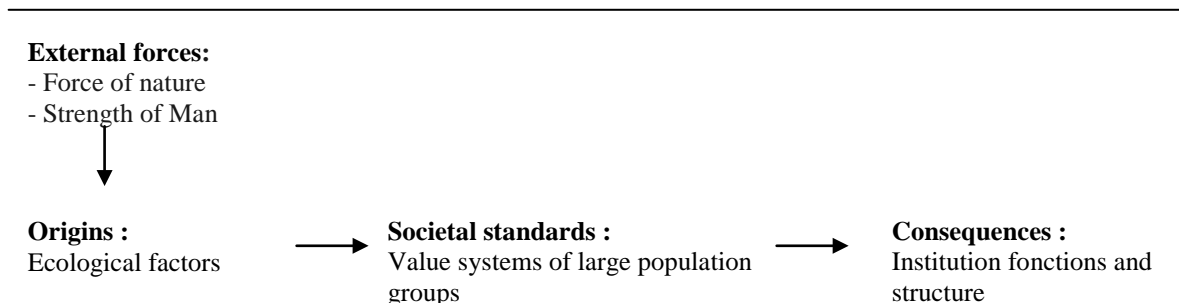 External forces:
- Force of nature
- Strength of Man
Origins :
Ecological factors
Societal standards :
Value systems of large population
groups
Consequences :
Institution fonctions and
structure